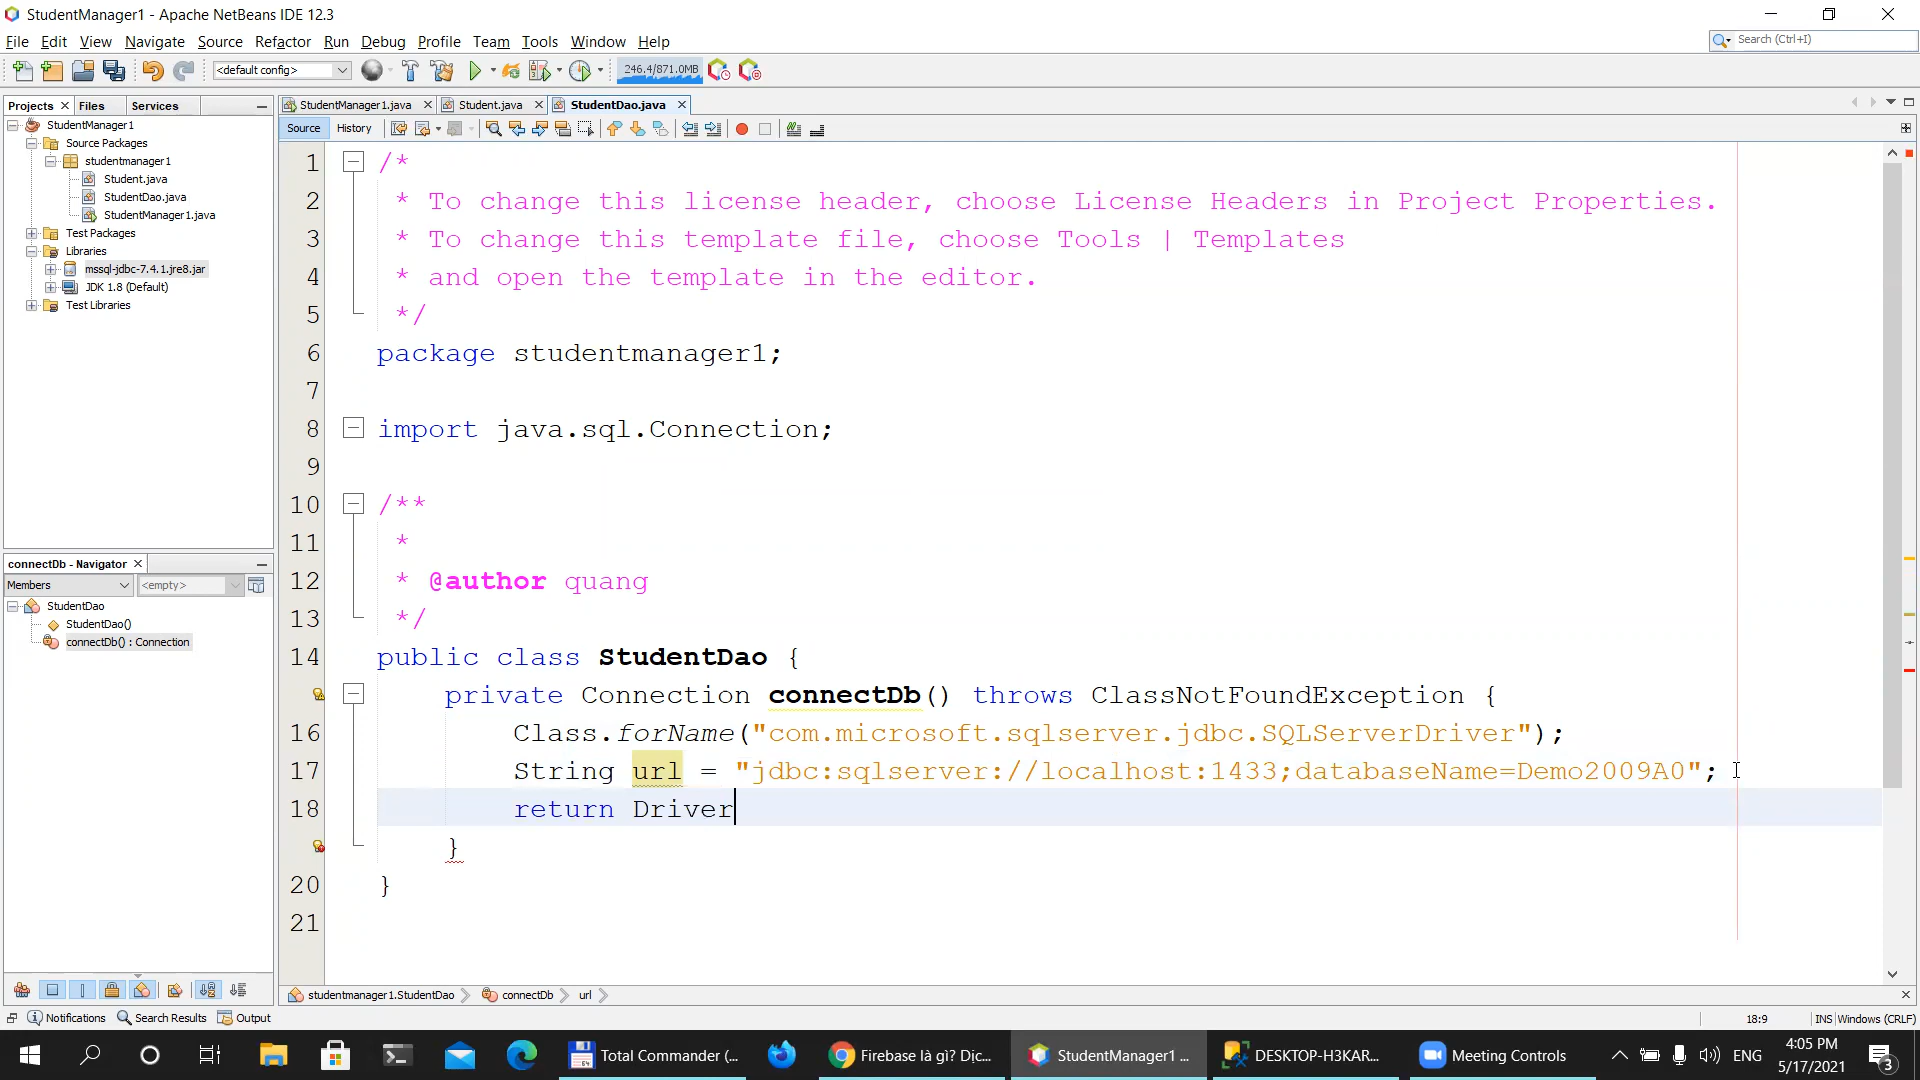 StudentManager1 - Apache NetBeans IDE 12.3
File Edit View Navigate Source Refactor Run Debug Profile Team Tools Window Help
Search (Ctrl+I)
<default config>
246.4/871.0MB
Projects Files Services
StudentManager1.java Student.java StudentDao.java
Source History
StudentManager1
Source Packages
studentmanager1
Student.java
StudentDao.java
StudentManager1.java
Test Packages
Libraries
mssql-jdbc-7.4.1.jre8.jar
JDK 1.8 (Default)
Test Libraries
connectDb - Navigator
Members <empty>
StudentDao
StudentDao()
connectDb() : Connection
1 /*
2 * To change this license header, choose License Headers in Project Properties.
3 * To change this template file, choose Tools | Templates
4 * and open the template in the editor.
5 */
6 package studentmanager1;
7
8 import java.sql.Connection;
9
10 /**
11 *
12 * @author quang
13 */
14 public class StudentDao {
private Connection connectDb() throws ClassNotFoundException {
16 Class.forName("com.microsoft.sqlserver.jdbc.SQLServerDriver");
17 String url = "jdbc:sqlserver://localhost:1433;databaseName=Demo2009A0";
18 return Driver
}
20 }
21
studentmanager1.StudentDao connectDb url
Notifications Search Results Output
18:9 INS Windows (CRLF)
Total Commander (...
Firebase là gì? Dịc...
StudentManager1 ...
DESKTOP-H3KAR...
Meeting Controls
ENG
4:05 PM
5/17/2021
3